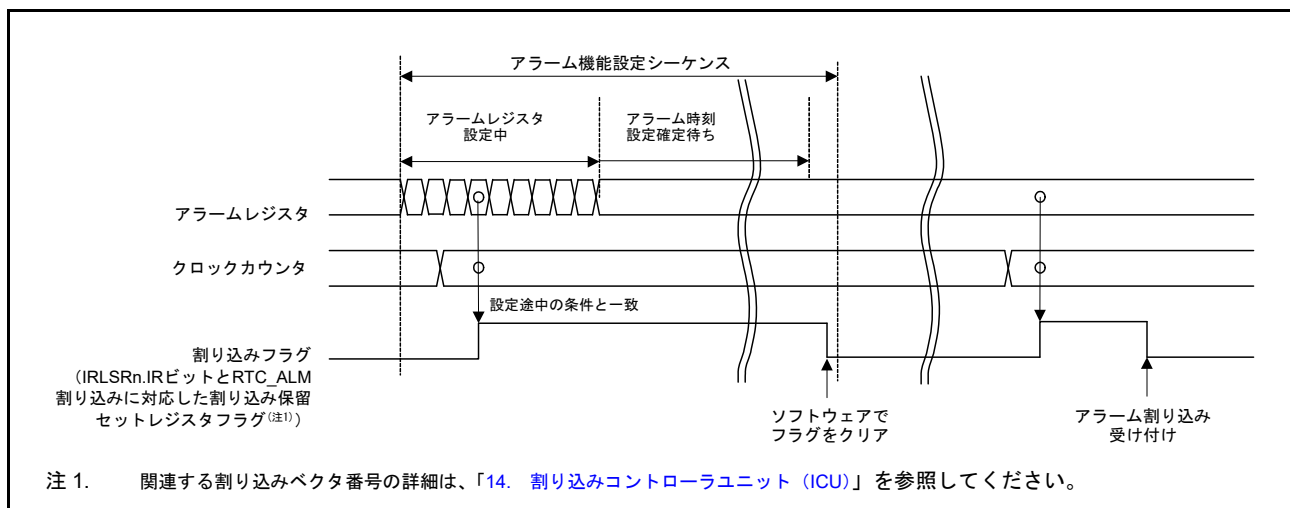 アラーム機能設定シーケンス
アラームレジスタ
設定中
アラーム時刻
設定確定待ち
アラームレジスタ
クロックカウンタ
設定途中の条件と一致
割り込みフラグ
（IRLSRn.IRビットとRTC_ALM
割り込みに対応した割り込み保留
セットレジスタフラグ(注1)）
ソフトウェアで
フラグをクリア
アラーム割り込み
受け付け
注 1. 関連する割り込みベクタ番号の詳細は、「14. 割り込みコントローラユニット（ICU）」を参照してください。